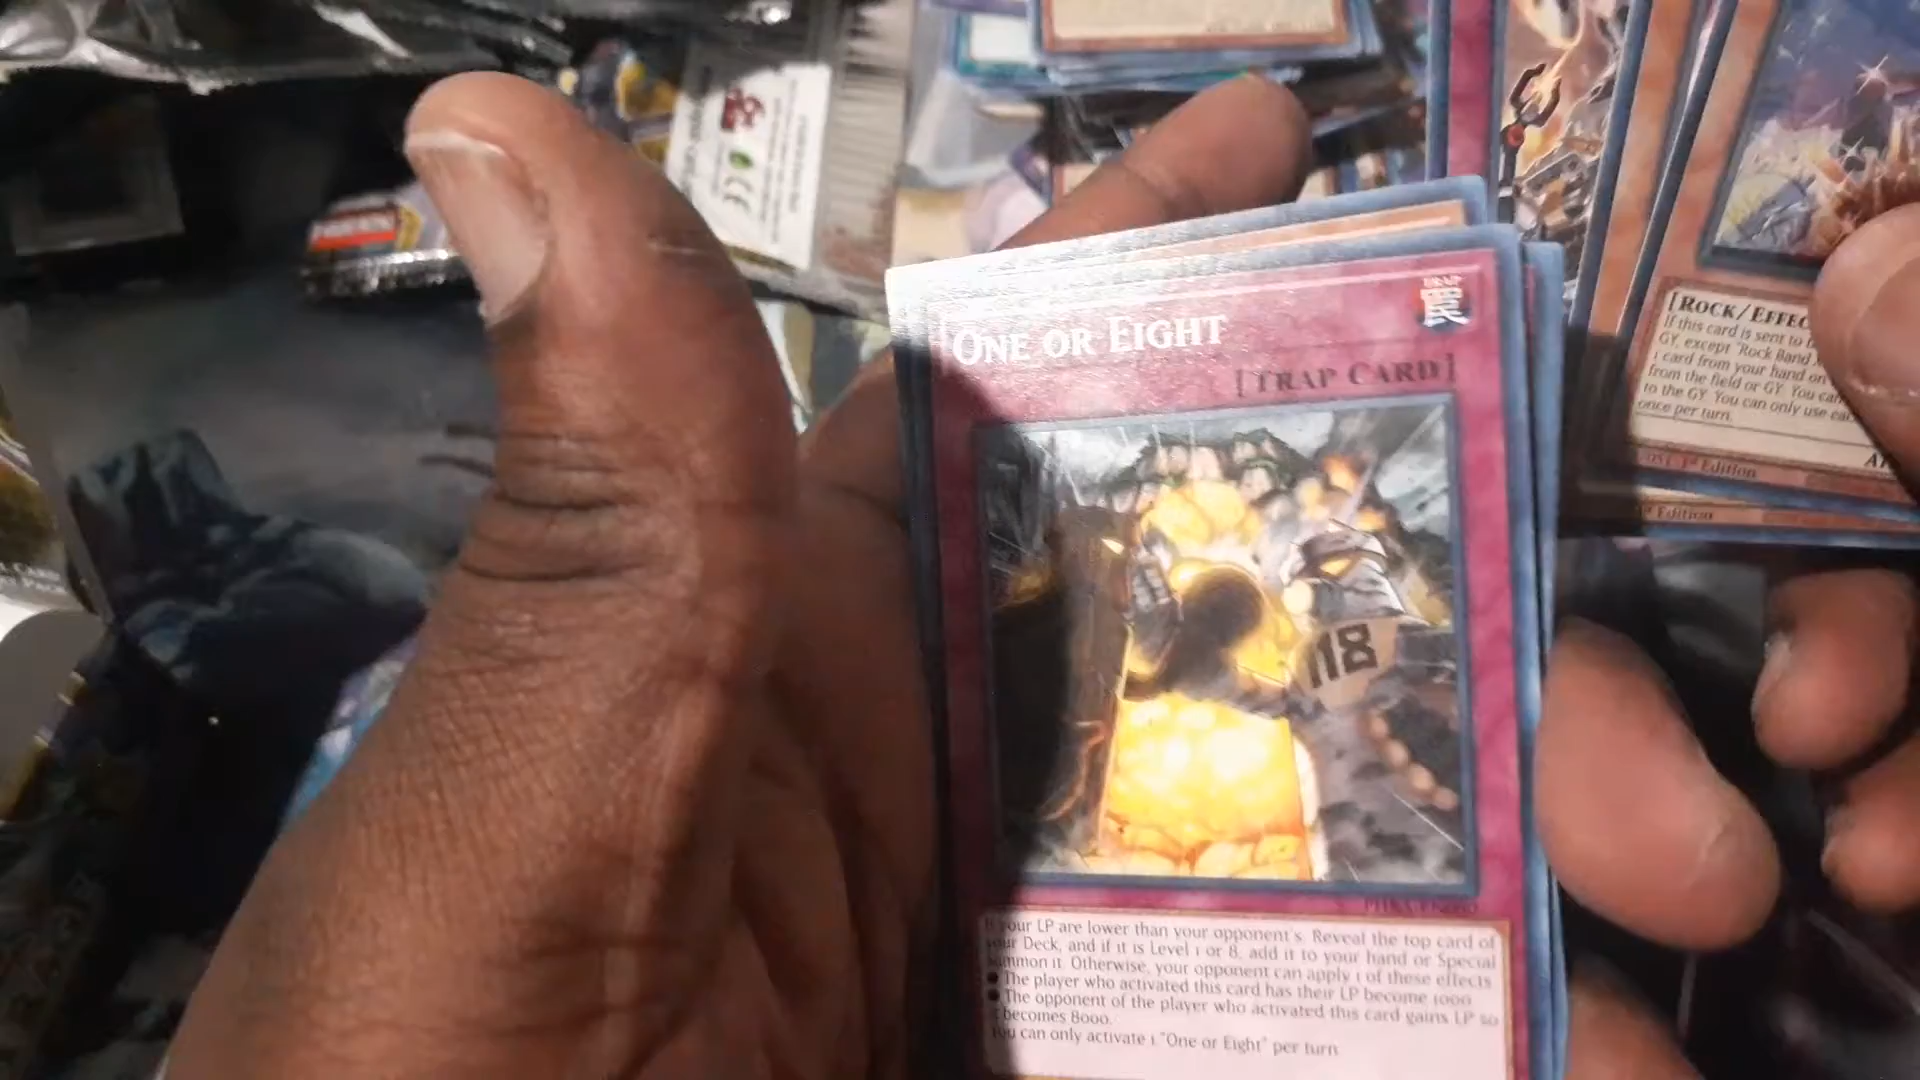 ONE OR EIGHT
[TRAP CARD]
118
If your LP are lower than your opponent's: Reveal the top card of
your Deck, and if it is Level 1 or 8, add it to your hand or Special
Summon it. Otherwise, your opponent can apply 1 of these effects
● The player who activated this card has their LP become 1000.
● The opponent of the player who activated this card gains LP so
it becomes 8000.
You can only activate 1 "One or Eight" per turn.
[ROCK/EFFEC
If this card is sent to
GY, except "Rock Band
1 card from your hand or
from the field or GY. You can
to the GY. You can only use
once per turn.
1st Edition
Edition